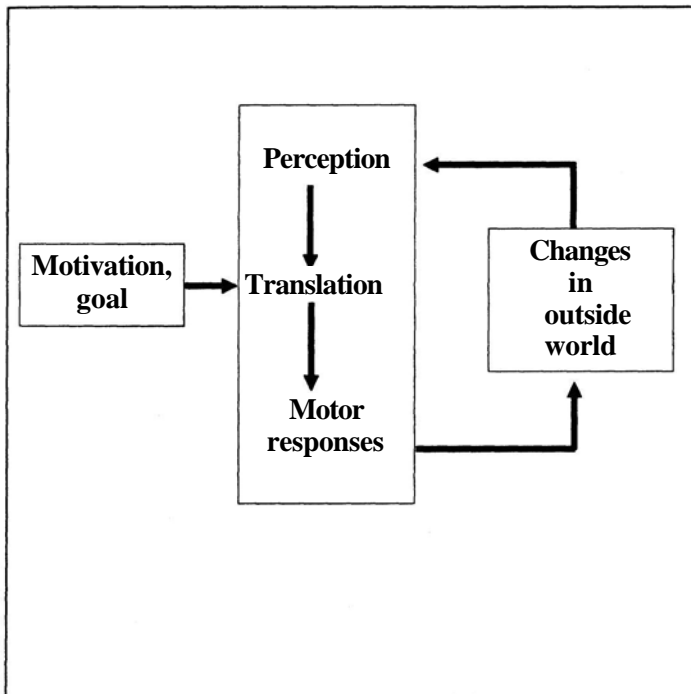 Perception
Motivation,
goal
Translation
Changes
in
outside
world
Motor
responses